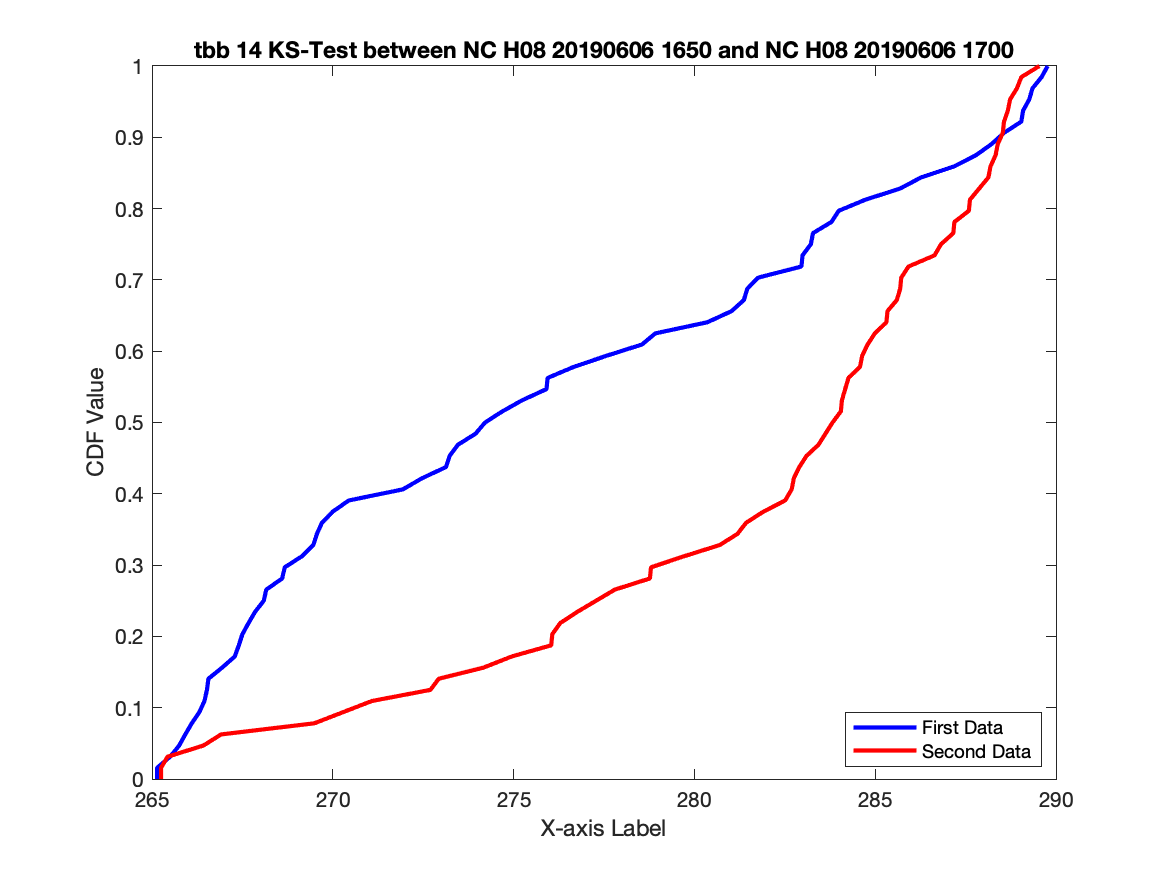 tbb 14 KS-Test between NC H08 20190606 1650 and NC H08 20190606 1700
1
0.9
0.8
0.7
0.6
0.5
0.4
0.3
0.2
0.1
0
CDF Value
First Data
Second Data
265 270 275 280 285 290
X-axis Label